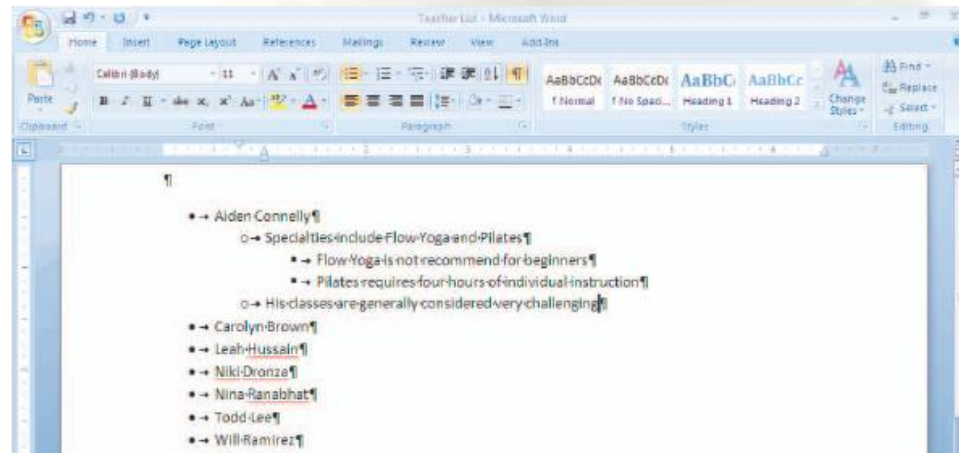 Teacher List - Microsoft Word
Home Insert Page Layout References Mailings Review View Add-Ins
Calibri (Body) 11
Paste
B I U abc x₂ x² Aa A
AaBbCcDc AaBbCcDc AaBbC AaBbCc
¶ Normal ¶ No Spaci... Heading 1 Heading 2
Change Styles
Find
Replace
Select
Clipboard Font Paragraph Styles Editing
¶
• → Aiden·Connelly¶
o → Specialties·include·Flow·Yoga·and·Pilates¶
▪ → Flow·Yoga·is·not·recommend·for·beginners¶
▪ → Pilates·requires·four·hours·of·individual·instruction¶
o → His·classes·are·generally·considered·very·challenging¶
• → Carolyn·Brown¶
• → Leah·Hussain¶
• → Niki·Dronza¶
• → Nina·Ranabhat¶
• → Todd·Lee¶
• → Will·Ramirez¶